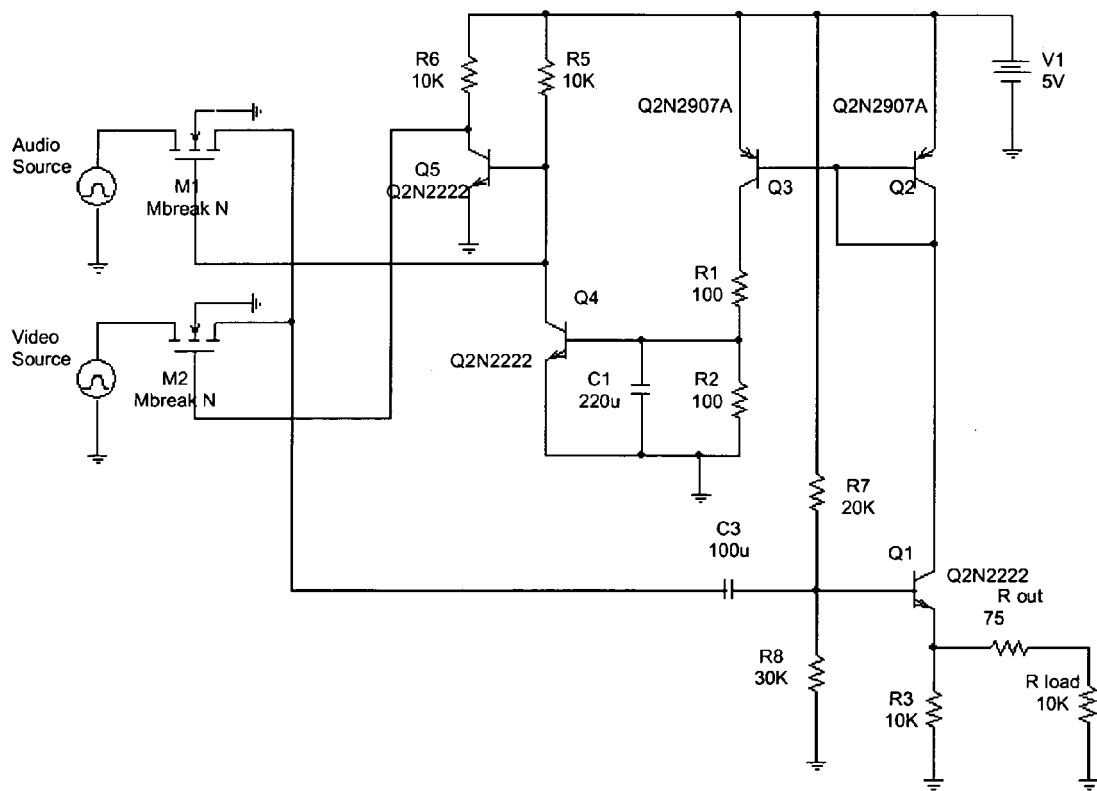 R6
10K
R5
10K
V1
5V
Q2N2907A
Q2N2907A
Audio
Source
M1
Mbreak N
Q5
Q2N2222
Q3
Q2
R1
100
Q4
Video
Source
M2
Mbreak N
Q2N2222
C1
220u
R2
100
R7
20K
C3
100u
Q1
Q2N2222
R out
75
R8
30K
R3
10K
R load
10K